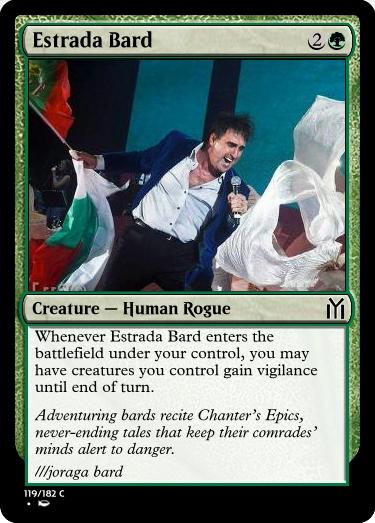 Estrada Bard
2
Creature — Human Rogue
Whenever Estrada Bard enters the
battlefield under your control, you may
have creatures you control gain vigilance
until end of turn.
Adventuring bards recite Chanter's Epics,
never-ending tales that keep their comrades'
minds alert to danger.
///joraga bard
119/182 C